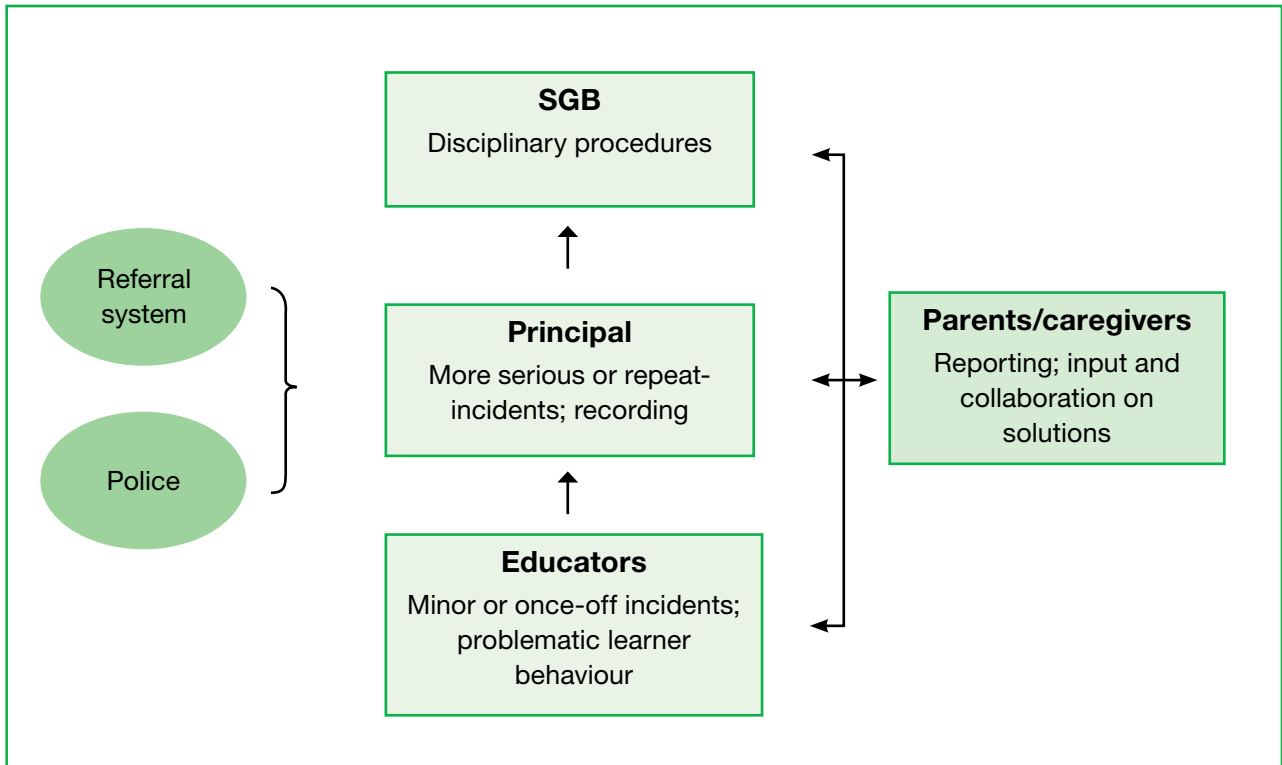 SGB
Disciplinary procedures
Referral
system
Police
Principal
More serious or repeat-
incidents; recording
Parents/caregivers
Reporting; input and
collaboration on
solutions
Educators
Minor or once-off incidents;
problematic learner
behaviour